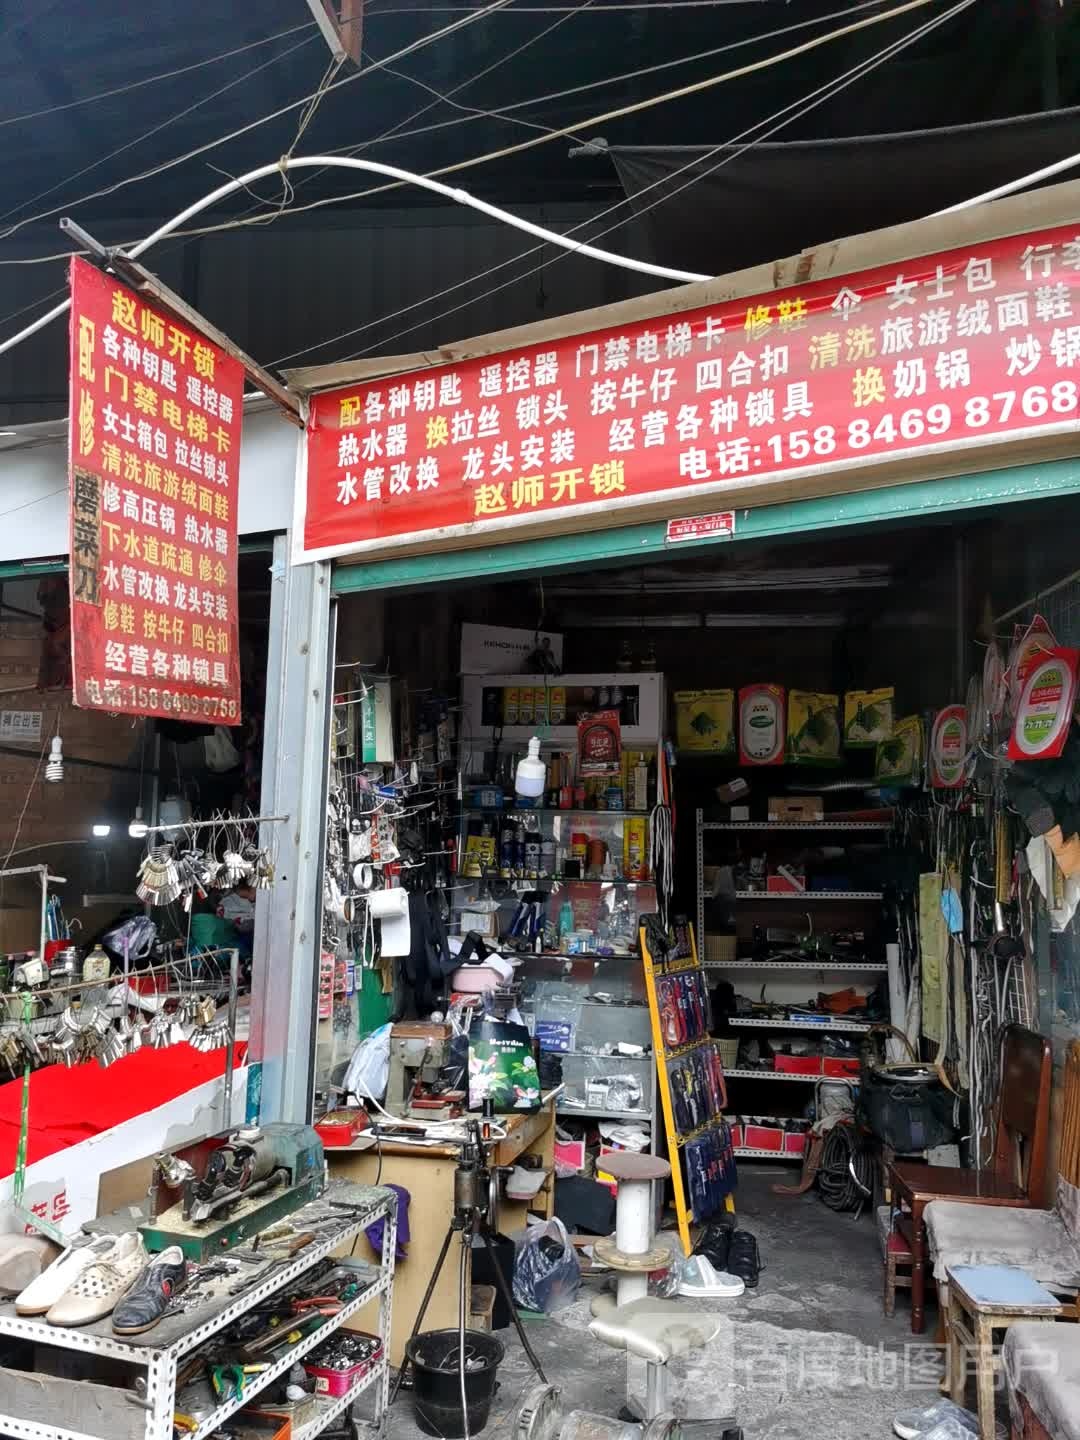 赵师开锁
配 各种钥匙 遥控器
门禁电梯卡
修 女士箱包 拉丝锁头
清洗旅游绒面鞋
磨菜刀
修高压锅 热水器
下水道疏通 修伞
水管改换 龙头安装
修鞋 按牛仔 四合扣
经营各种锁具
电话:158 8469 8768
配各种钥匙 遥控器 门禁电梯卡 修鞋 伞 女士包 行李
热水器 换拉丝 锁头 按牛仔 四合扣 清洗旅游绒面鞋
水管改换 龙头安装 经营各种锁具 换奶锅 炒锅
赵师开锁 电话:158 8469 8768
摊位出租
百度地图用户